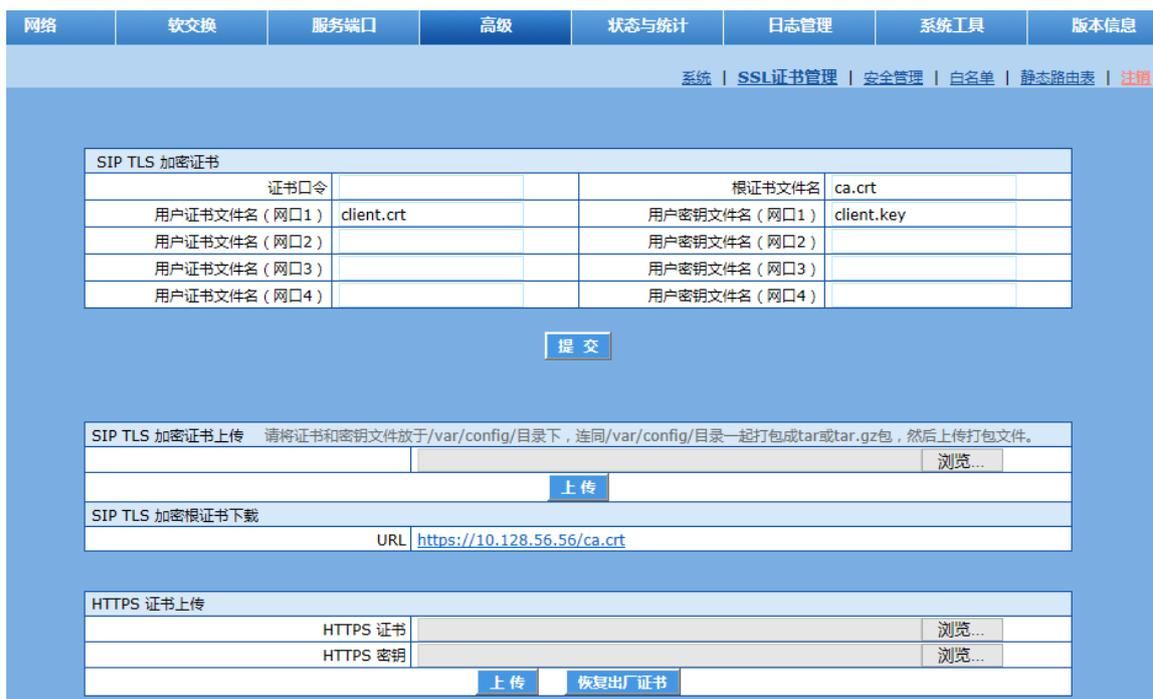 网络 软交换 服务端口 高级 状态与统计 日志管理 系统工具 版本信息
系统 | SSL证书管理 | 安全管理 | 白名单 | 静态路由表 | 注销
SIP TLS 加密证书
证书口令 根证书文件名 ca.crt
用户证书文件名（网口1） client.crt 用户密钥文件名（网口1） client.key
用户证书文件名（网口2） 用户密钥文件名（网口2）
用户证书文件名（网口3） 用户密钥文件名（网口3）
用户证书文件名（网口4） 用户密钥文件名（网口4）
提 交
SIP TLS 加密证书上传 请将证书和密钥文件放于/var/config/目录下，连同/var/config/目录一起打包成tar或tar.gz包，然后上传打包文件。
浏览...
上 传
SIP TLS 加密根证书下载
URL https://10.128.56.56/ca.crt
HTTPS 证书上传
HTTPS 证书 浏览...
HTTPS 密钥 浏览...
上 传 恢复出厂证书